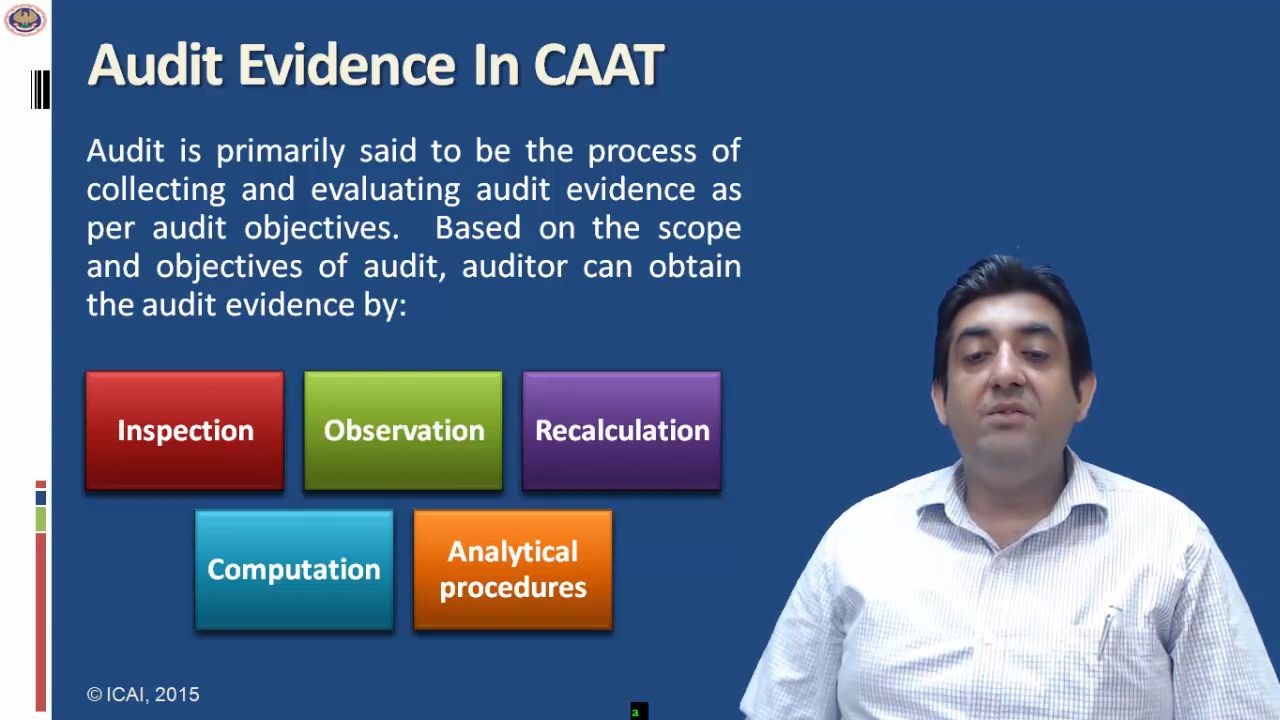 Audit Evidence In CAAT
Audit is primarily said to be the process of
collecting and evaluating audit evidence as
per audit objectives. Based on the scope
and objectives of audit, auditor can obtain
the audit evidence by:
Inspection
Observation
Recalculation
Computation
Analytical
procedures
© ICAI, 2015
a